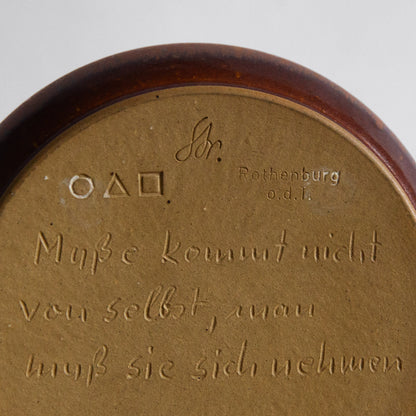 Rothenburg
o.d.T.
Muße kommt nicht
von selbst, man
muß sie sich nehmen